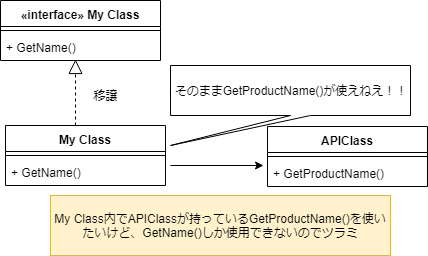 «interface» My Class
+ GetName()
移譲
そのままGetProductName()が使えねえ！！
My Class
+ GetName()
APIClass
+ GetProductName()
My Class内でAPIClassが持っているGetProductName()を使い
たいけど、GetName()しか使用できないのでツラミ